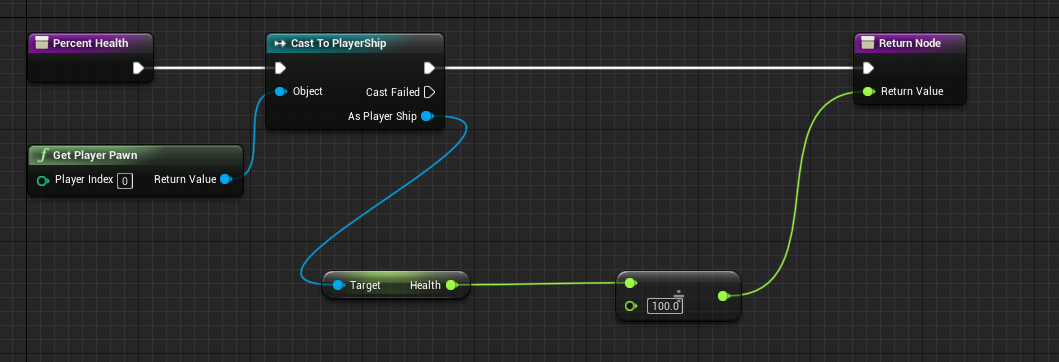 Percent Health
Cast To PlayerShip
Object
Cast Failed
As Player Ship
Get Player Pawn
Player Index 0
Return Value
Target
Health
÷
100.0
Return Node
Return Value